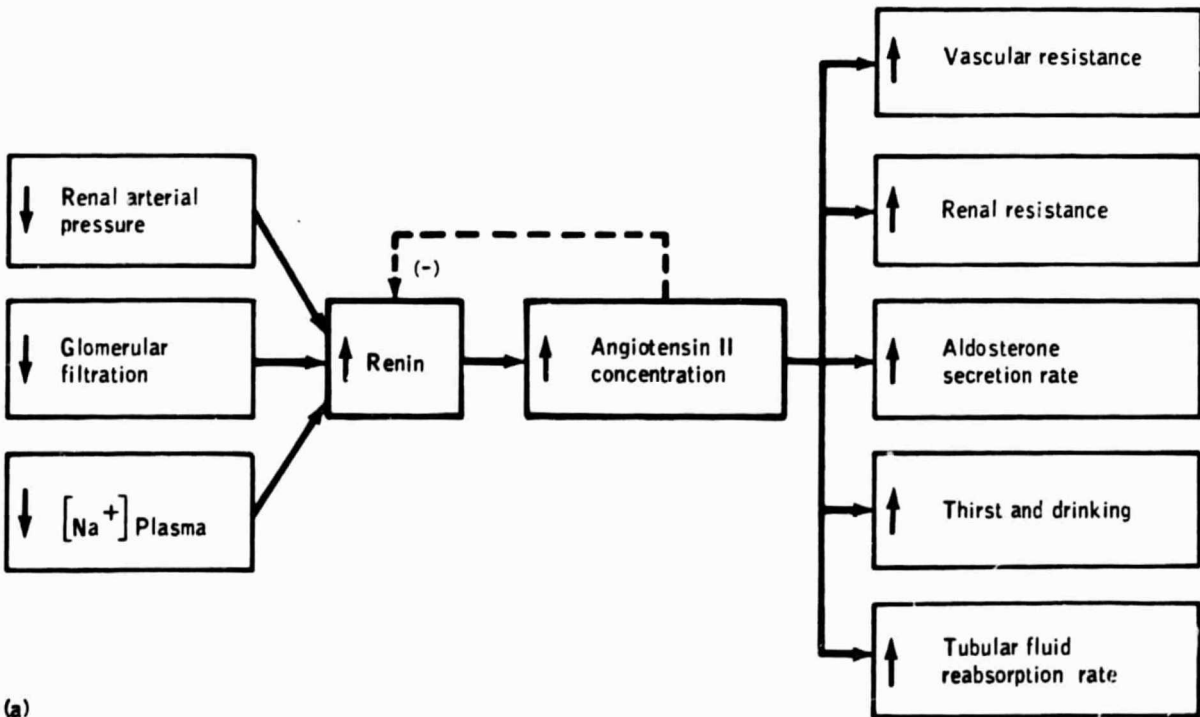 Renal arterial
pressure
Glomerular
filtration
[Na+] Plasma
(-)
Renin
Angiotensin II
concentration
Vascular resistance
Renal resistance
Aldosterone
secretion rate
Thirst and drinking
Tubular fluid
reabsorption rate
(a)